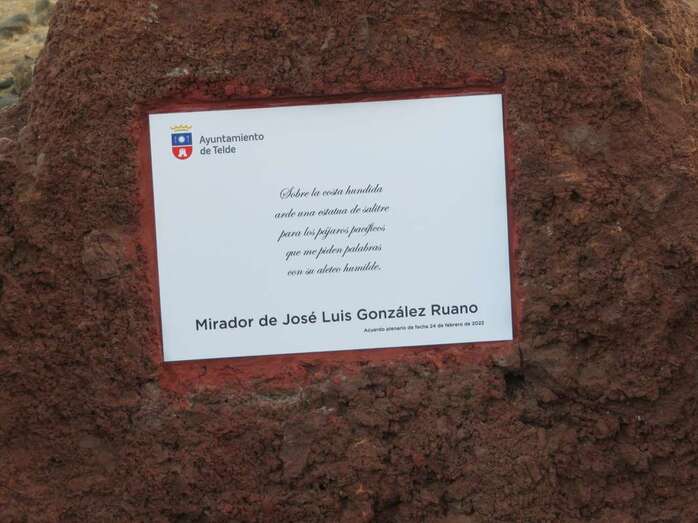 Ayuntamiento
de Telde
Sobre la costa hundida
arde una estatua de salitre
para los pájaros pacíficos
que me piden palabras
con su aleteo humilde.
Mirador de José Luis González Ruano
Acuerdo plenario de fecha 24 de febrero de 2022